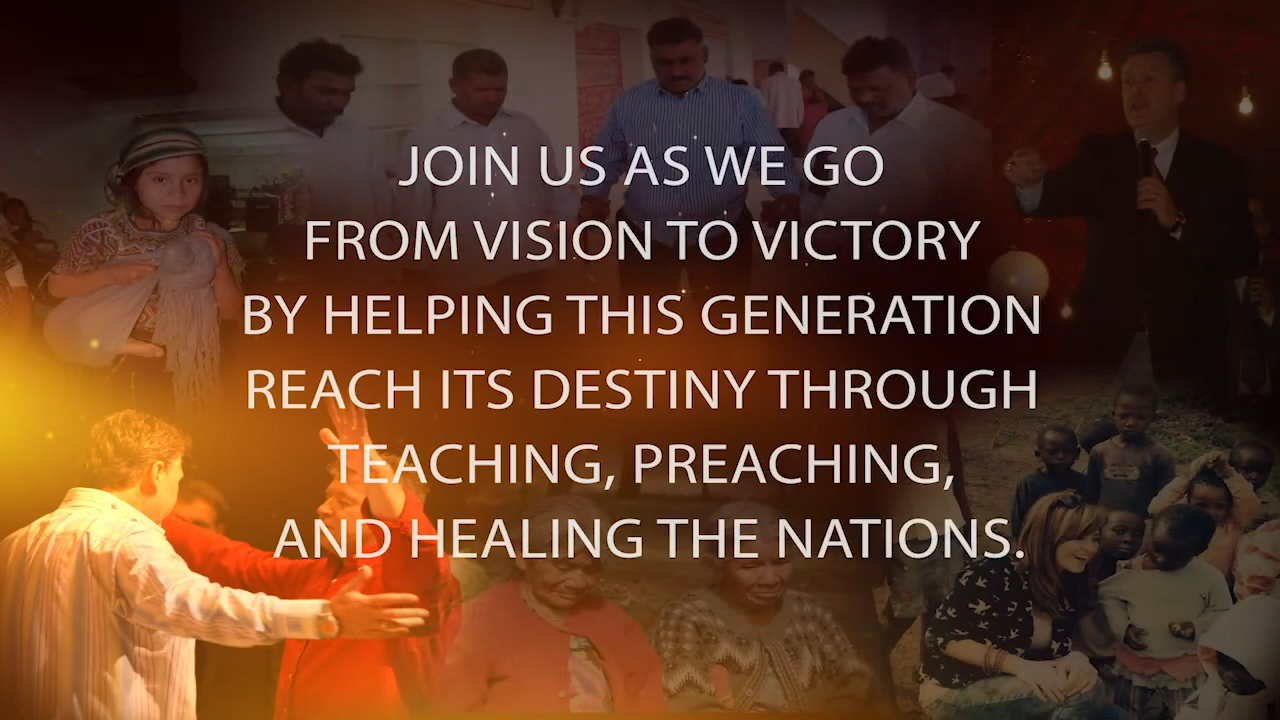 JOIN US AS WE GO
FROM VISION TO VICTORY
BY HELPING THIS GENERATION
REACH ITS DESTINY THROUGH
TEACHING, PREACHING,
AND HEALING THE NATIONS.